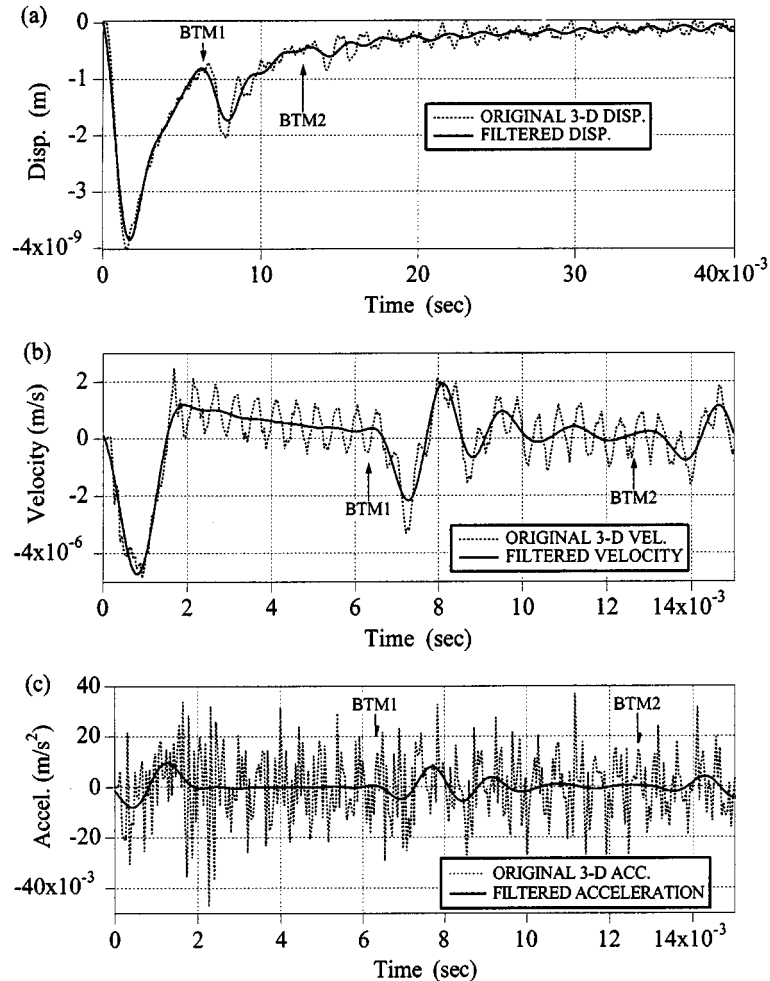 (a)
0
BTM1
-1
BTM2
Disp. (m)
-2
ORIGINAL 3-D DISP.
FILTERED DISP.
-3
-4x10-9
0 10 20 30 40x10-3
Time (sec)
(b)
2
0
Velocity (m/s)
-2
BTM1
BTM2
-4x10-6
ORIGINAL 3-D VEL.
FILTERED VELOCITY
0 2 4 6 8 10 12 14x10-3
Time (sec)
(c)
40
BTM1
BTM2
20
0
Accel. (m/s2)
-20
-40x10-3
ORIGINAL 3-D ACC.
FILTERED ACCELERATION
0 2 4 6 8 10 12 14x10-3
Time (sec)